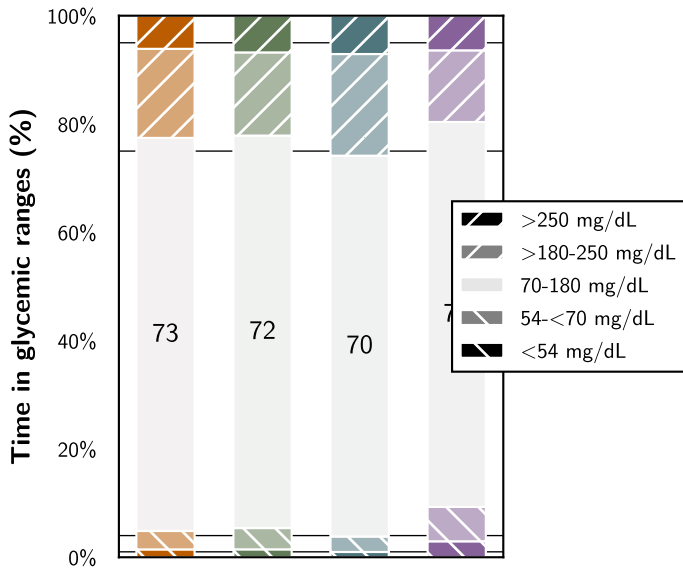 100%
80%
60%
40%
20%
0%
Time in glycemic ranges (%)
73
72
70
>250 mg/dL
>180-250 mg/dL
70-180 mg/dL
54-<70 mg/dL
<54 mg/dL